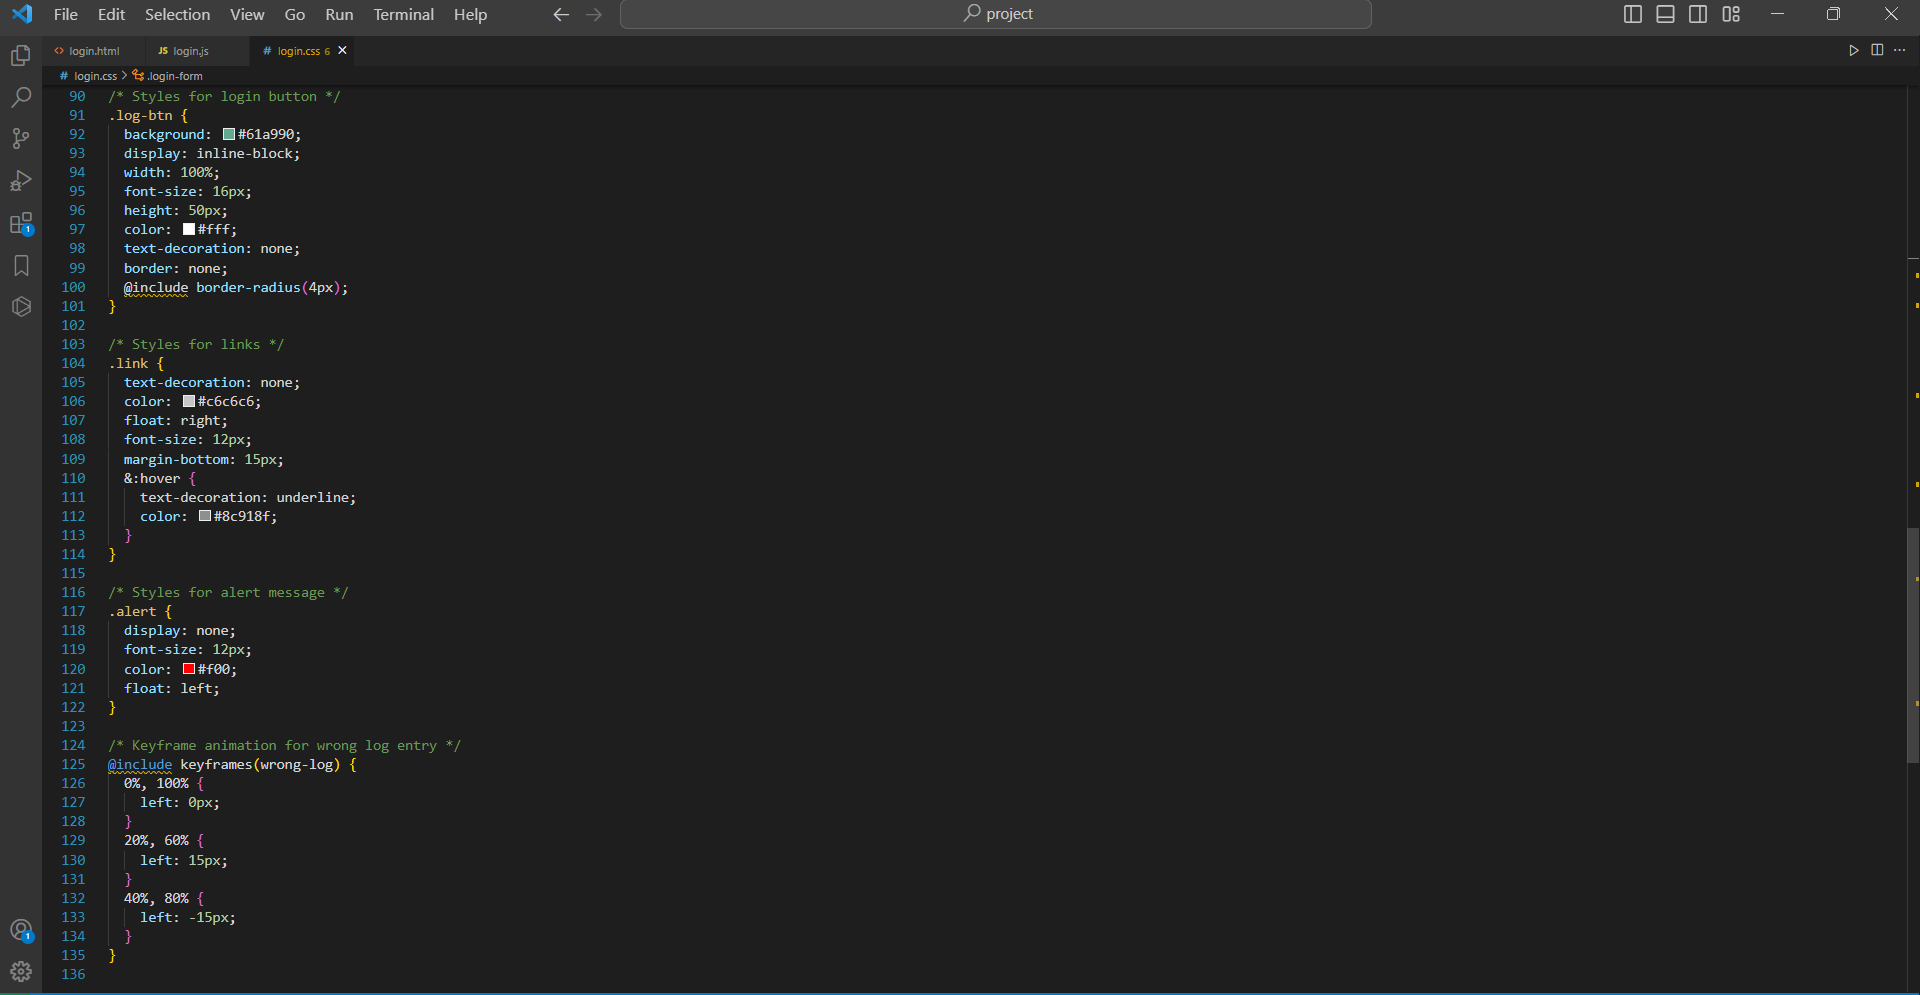 File Edit Selection View Go Run Terminal Help project
login.html JS login.js # login.css 6
# login.css > .login-form
90 /* Styles for login button */
91 .log-btn {
92 background: #61a990;
93 display: inline-block;
94 width: 100%;
95 font-size: 16px;
96 height: 50px;
97 color: #fff;
98 text-decoration: none;
99 border: none;
100 @include border-radius(4px);
101 }
102
103 /* Styles for links */
104 .link {
105 text-decoration: none;
106 color: #c6c6c6;
107 float: right;
108 font-size: 12px;
109 margin-bottom: 15px;
110 &:hover {
111 text-decoration: underline;
112 color: #8c918f;
113 }
114 }
115
116 /* Styles for alert message */
117 .alert {
118 display: none;
119 font-size: 12px;
120 color: #f00;
121 float: left;
122 }
123
124 /* Keyframe animation for wrong log entry */
125 @include keyframes(wrong-log) {
126 0%, 100% {
127 left: 0px;
128 }
129 20%, 60% {
130 left: 15px;
131 }
132 40%, 80% {
133 left: -15px;
134 }
135 }
136
1
1